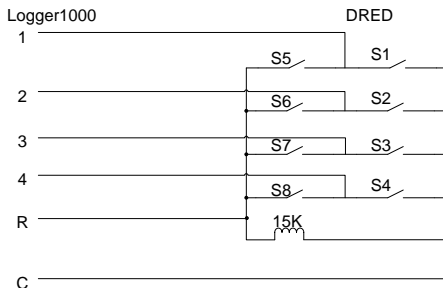 Logger1000 DRED
1
S5 S1
2
S6 S2
3
S7 S3
4
S8 S4
R 15K
C